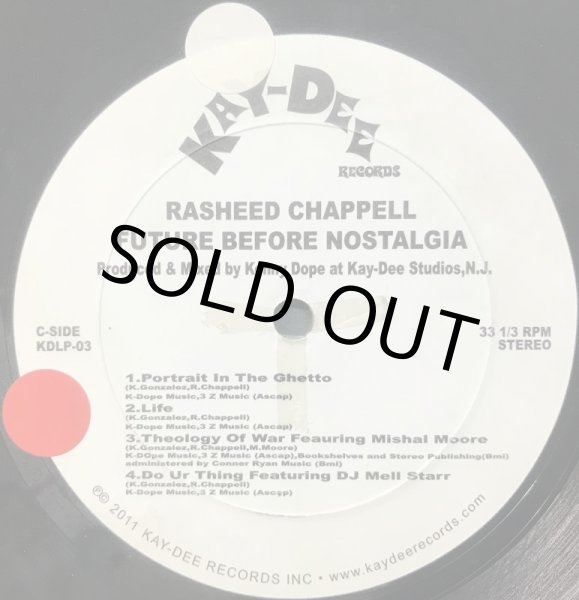 KAY-DEE
RECORDS
RASHEED CHAPPELL
FUTURE BEFORE NOSTALGIA
Produced & Mixed by Kenny Dope at Kay-Dee Studios,N.J.
SOLD OUT
C-SIDE
KDLP-03
33 1/3 RPM
STEREO
1.Portrait In The Ghetto
(K.Gonzalez,R.Chappell)
K-Dope Music,3 Z Music (Ascap)
2.Life
(K.Gonzalez,R.Chappell)
K-Dope Music,3 Z Music (Ascap)
3.Theology Of War Feauring Mishal Moore
(K.Gonzalez,R.Chappell,M.Moore)
K-DOpe Music,3 Z Music (Ascap),Bookshelves and Stereo Publishing(Bmi)
administered by Conner Ryan Music (Bmi)
4.Do Ur Thing Featuring DJ Mell Starr
(K.Gonzalez,R.Chappell)
K-Dope Music,3 Z Music (Ascap)
℗© 2011 KAY-DEE RECORDS INC • www.kaydeerecords.com